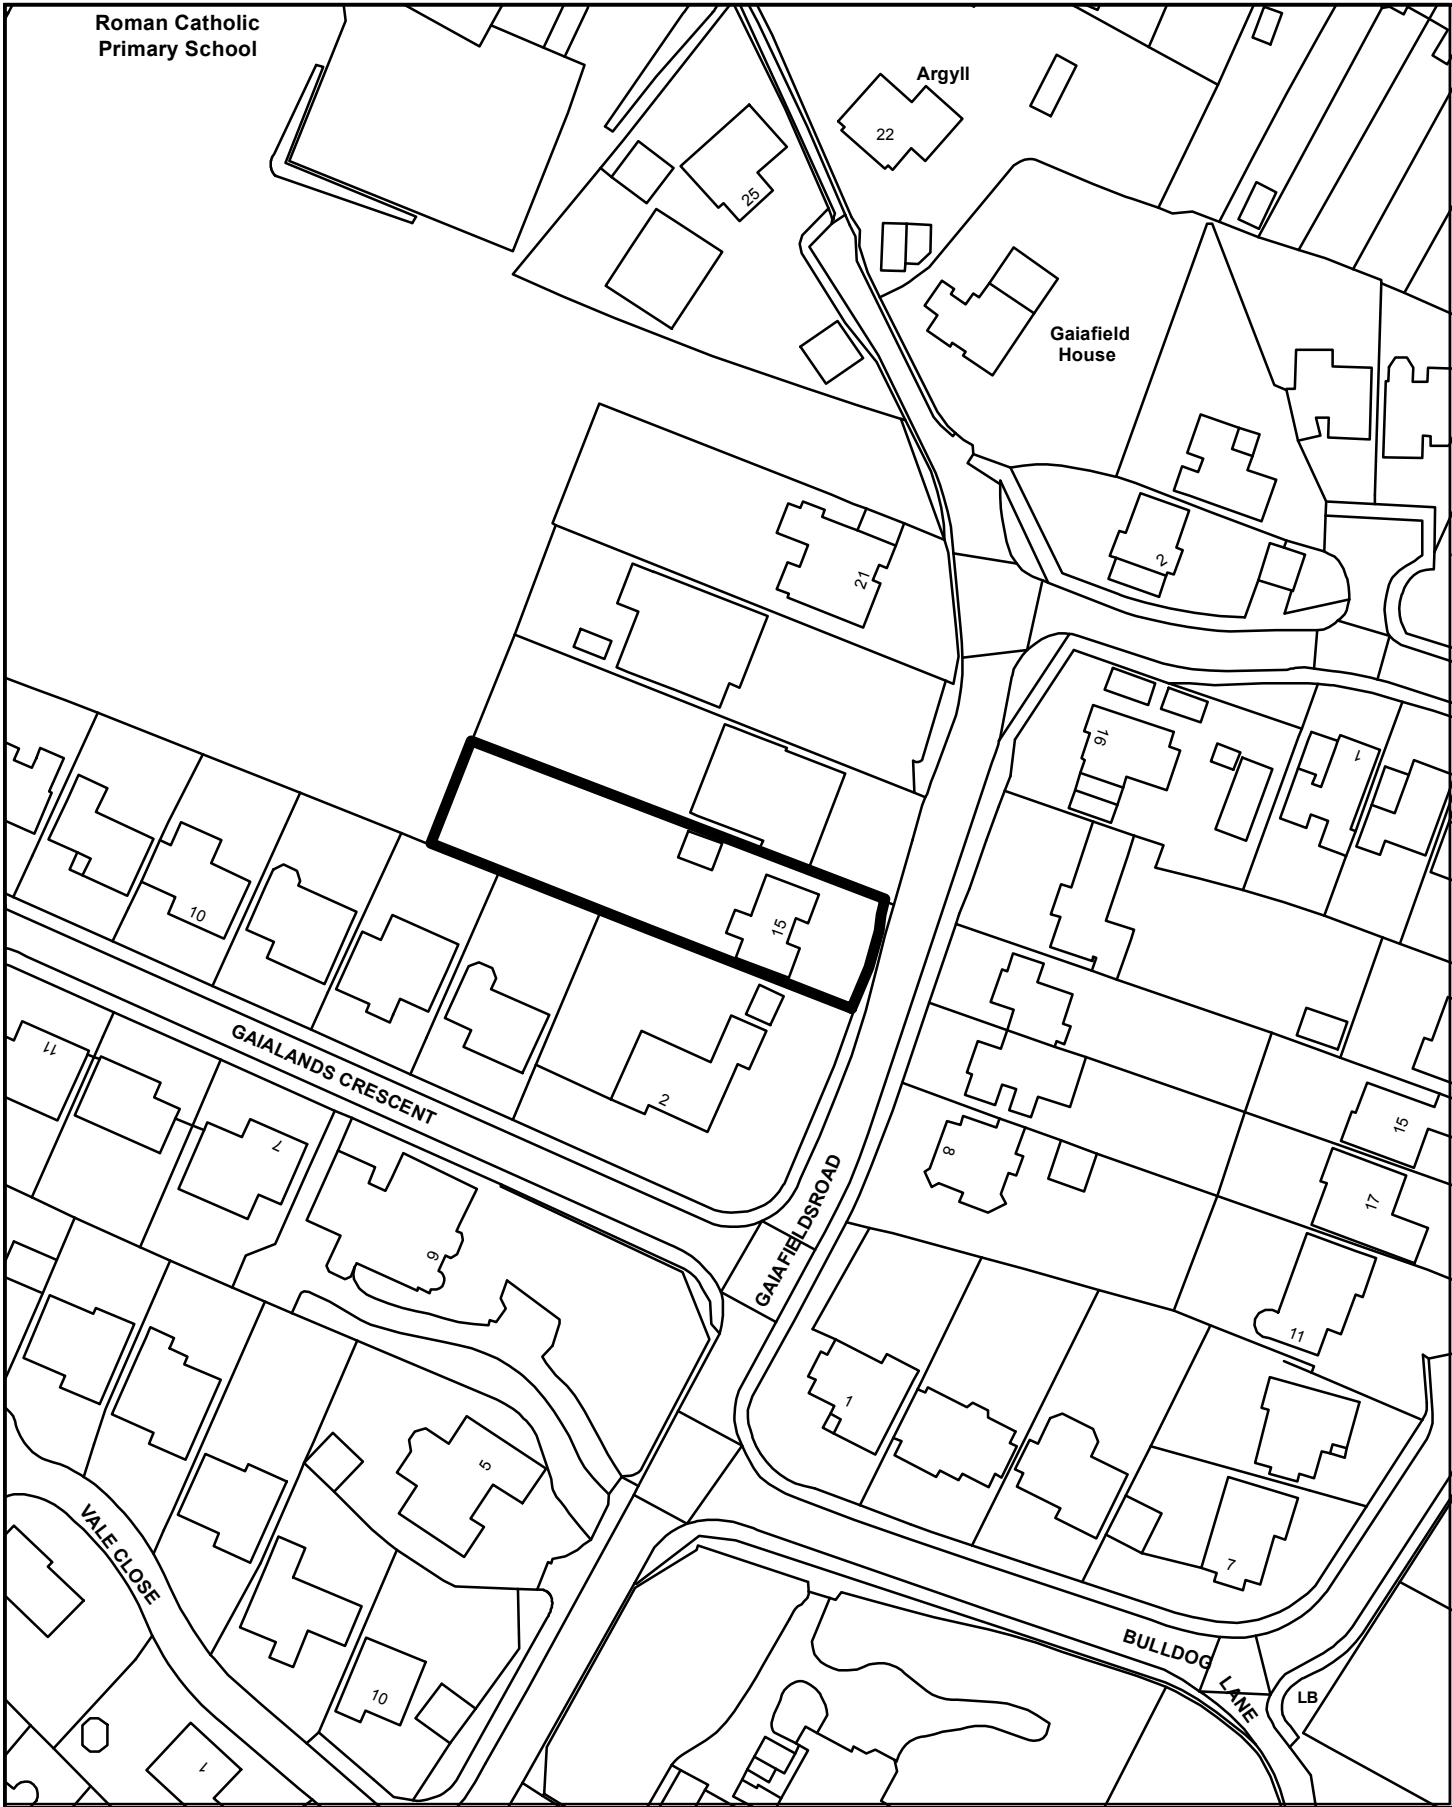 Roman Catholic
Primary School
Argyll
22
25
Gaiafield
House
2
21
16
1
10
15
GAIALANDS CRESCENT
11
2
7
15
8
17
GAIAFIELDSROAD
9
11
1
5
VALE CLOSE
7
BULLDOG
LANE
LB
10
1